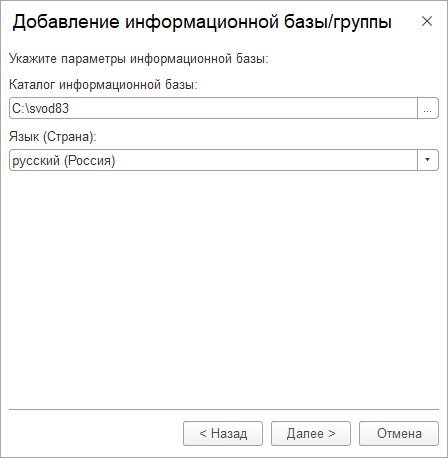 Добавление информационной базы/группы
Укажите параметры информационной базы:
Каталог информационной базы:
C:\svod83
...
Язык (Страна):
русский (Россия)
< Назад
Далее >
Отмена